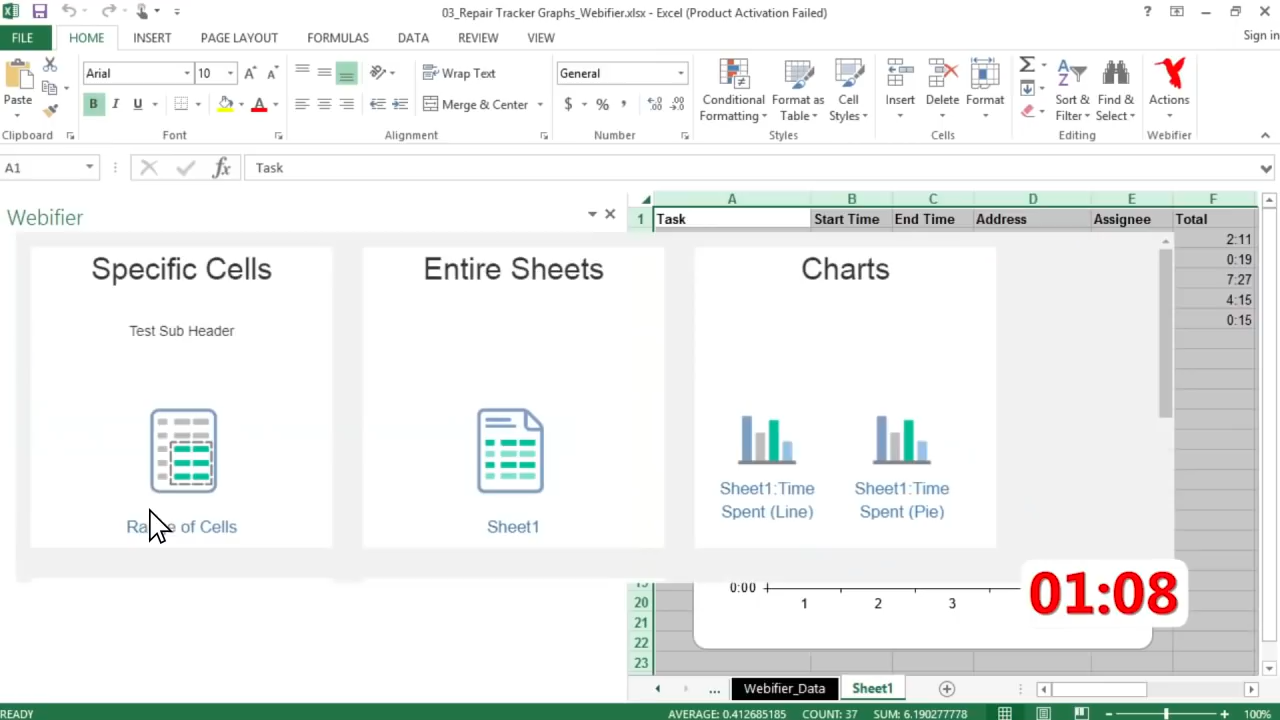 03_Repair Tracker Graphs_Webifier.xlsx - Excel (Product Activation Failed)
Sign in
FILE HOME INSERT PAGE LAYOUT FORMULAS DATA REVIEW VIEW
Paste
Clipboard
Arial 10
B I U
Font
Wrap Text
Merge & Center
Alignment
General
$ % ,
Number
Conditional Formatting
Format as Table
Cell Styles
Styles
Insert Delete Format
Cells
Sort & Filter
Find & Select
Editing
Actions
Webifier
A1 fx Task
Webifier
A B C D E F
1 Task Start Time End Time Address Assignee Total
2:11
0:19
7:27
4:15
0:15
Specific Cells
Test Sub Header
Entire Sheets
Sheet1
Charts
Sheet1:Time
Spent (Line)
Sheet1:Time
Spent (Pie)
of Cells
0:00
1 2 3
20
21
22
23
01:08
... Webifier_Data Sheet1
READY AVERAGE: 0.412685185 COUNT: 37 SUM: 6.190277778 100%